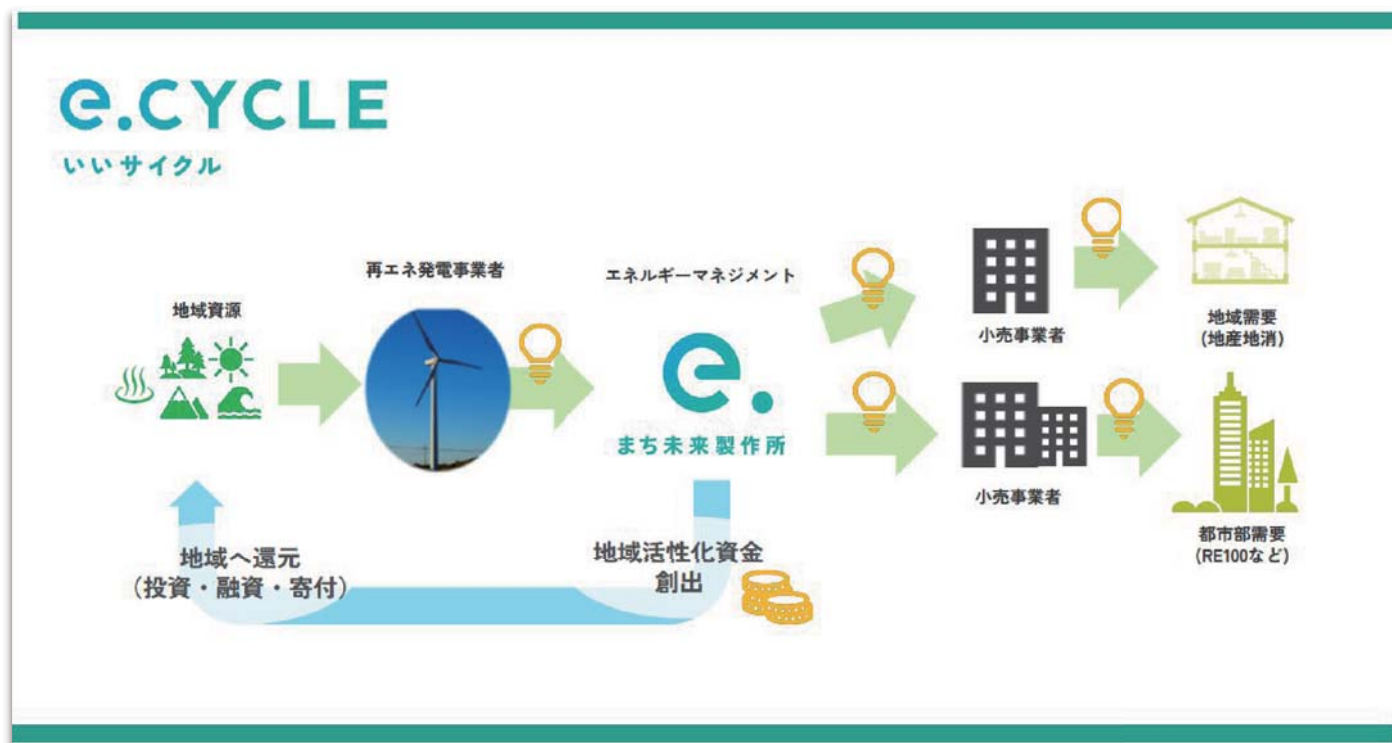 e.CYCLE
いいサイクル
地域資源
再エネ発電事業者
エネルギーマネジメント
e.
まち未来製作所
小売事業者
地域需要
(地産地消)
小売事業者
都市部需要
(RE100など)
地域活性化資金
創出
地域へ還元
(投資・融資・寄付)